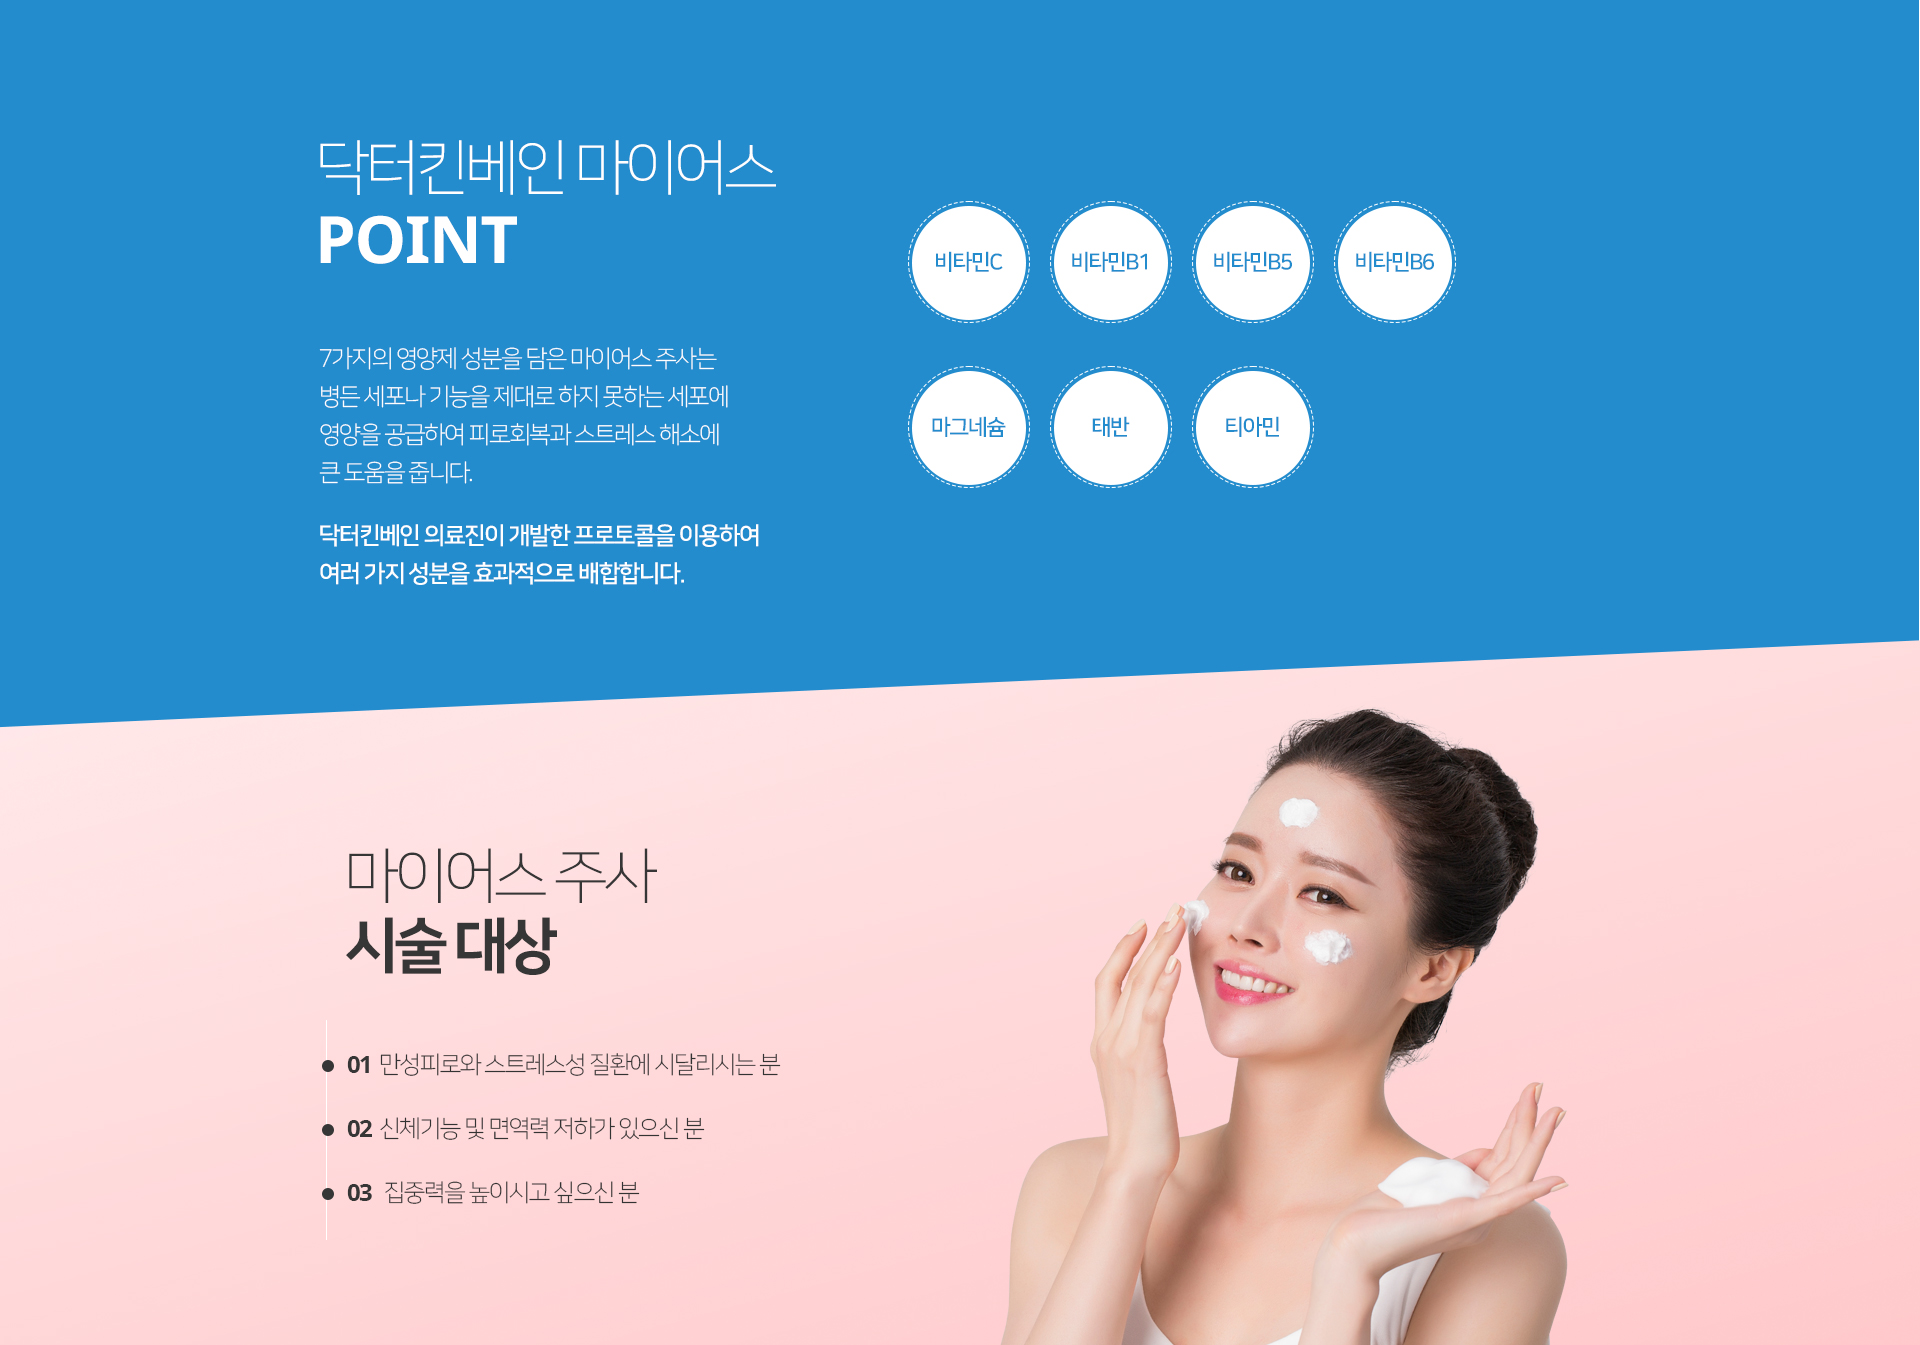 닥터킨베인 마이어스
POINT
7가지의 영양제 성분을 담은 마이어스 주사는
병든 세포나 기능을 제대로 하지 못하는 세포에
영양을 공급하여 피로회복과 스트레스 해소에
큰 도움을 줍니다.
닥터킨베인 의료진이 개발한 프로토콜을 이용하여
여러 가지 성분을 효과적으로 배합합니다.
비타민C 비타민B1 비타민B5 비타민B6
마그네슘 태반 티아민
마이어스 주사
시술 대상
01 만성피로와 스트레스성 질환에 시달리시는 분
02 신체기능 및 면역력 저하가 있으신 분
03 집중력을 높이시고 싶으신 분